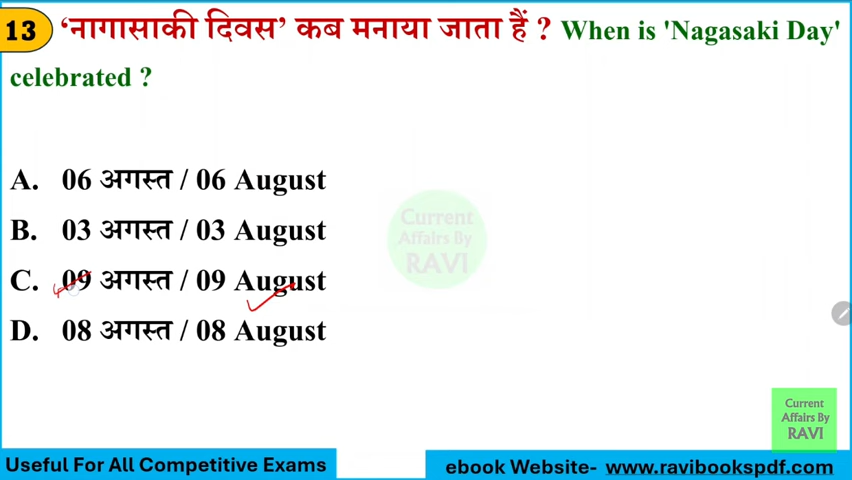 13 ‘नागासाकी दिवस’ कब मनाया जाता हैं ? When is 'Nagasaki Day'
celebrated ?
A. 06 अगस्त / 06 August
B. 03 अगस्त / 03 August
C. 09 अगस्त / 09 August
D. 08 अगस्त / 08 August
Current
Affairs By
RAVI
Current
Affairs By
RAVI
Useful For All Competitive Exams
ebook Website- www.ravibookspdf.com